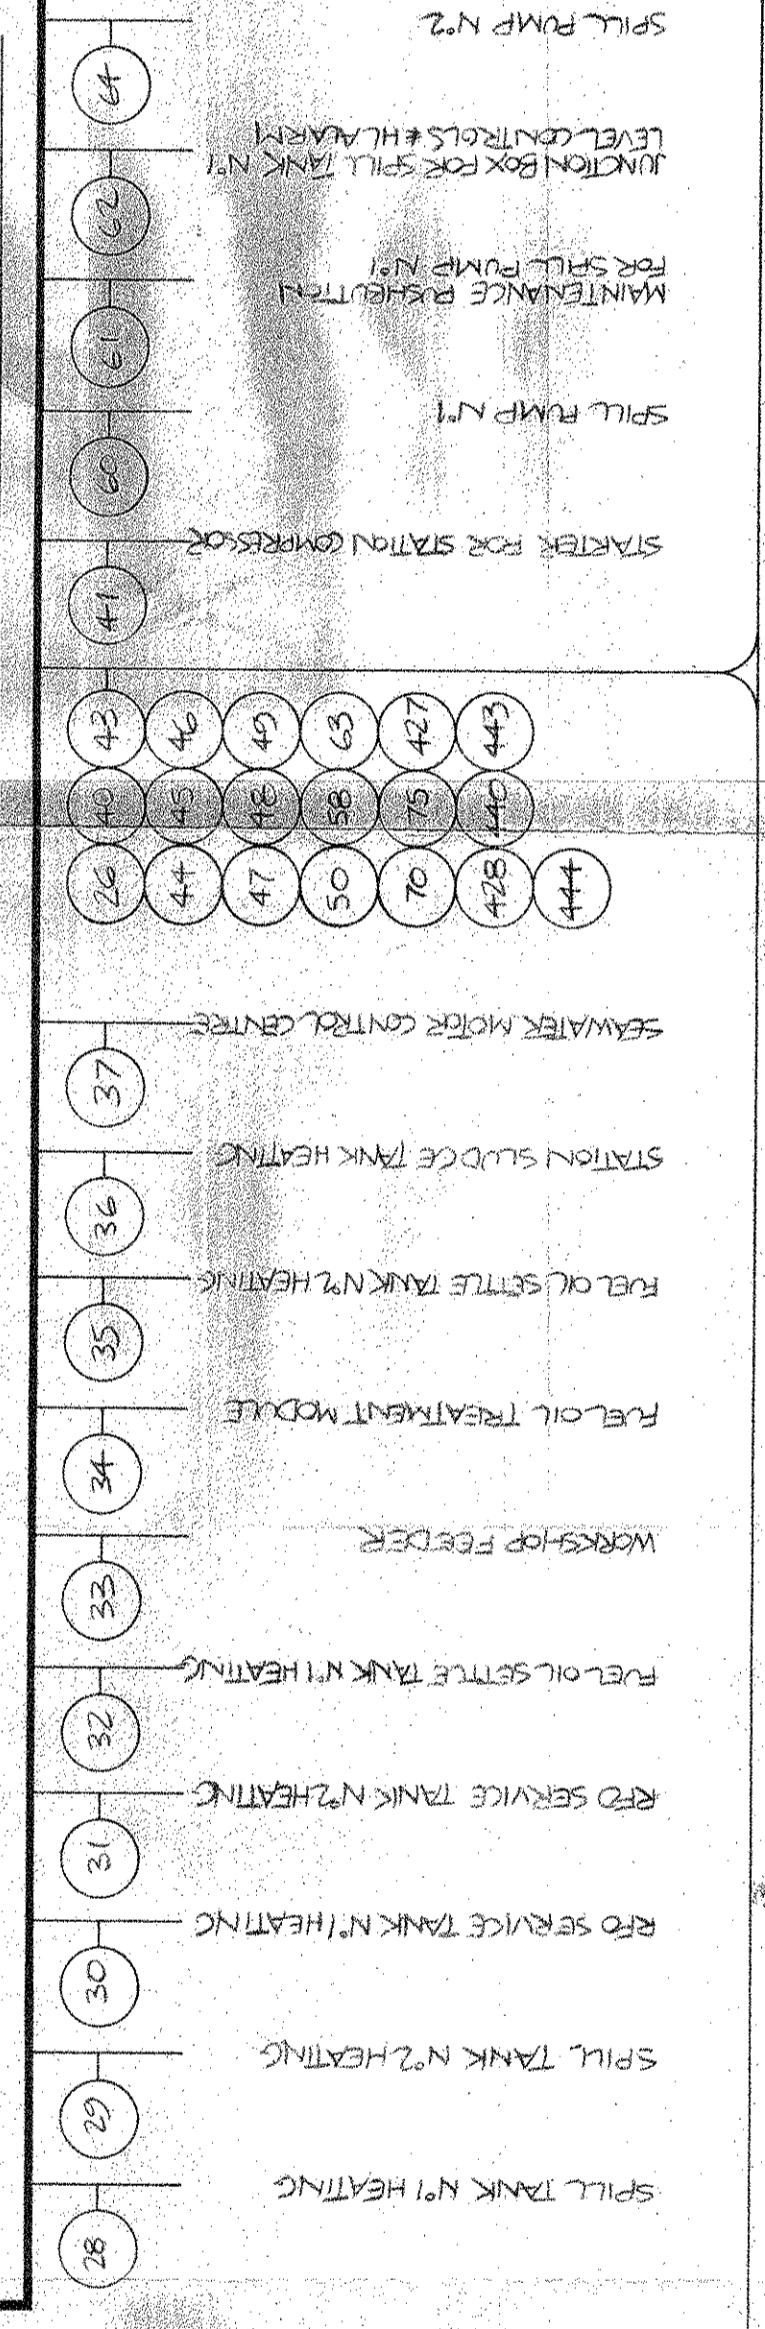 SPILL TANK N°1 HEATING
28
SPILL TANK N°2 HEATING
29
RFO SERVICE TANK N°1 HEATING
30
RFO SERVICE TANK N°2 HEATING
31
FUEL OIL SETTLE TANK N°1 HEATING
32
WORKSHOP FEEDER
33
FUEL OIL TREATMENT MODULE
34
FUEL OIL SETTLE TANK N°2 HEATING
35
STATION SLUDGE TANK HEATING
36
SEAWATER MOTOR CONTROL CENTRE
37
26 44 47 50 70 428 444
40 45 48 58 75 440
43 46 49 63 427 443
STARTER FOR STATION COMPRESSOR
41
SPILL PUMP N°1
60
MAINTENANCE PUSHBUTTON
FOR SPILL PUMP N°1
61
JUNCTION BOX FOR SPILL TANK N°1
LEVEL CONTROLS & HL ALARM
62
SPILL PUMP N°2
64